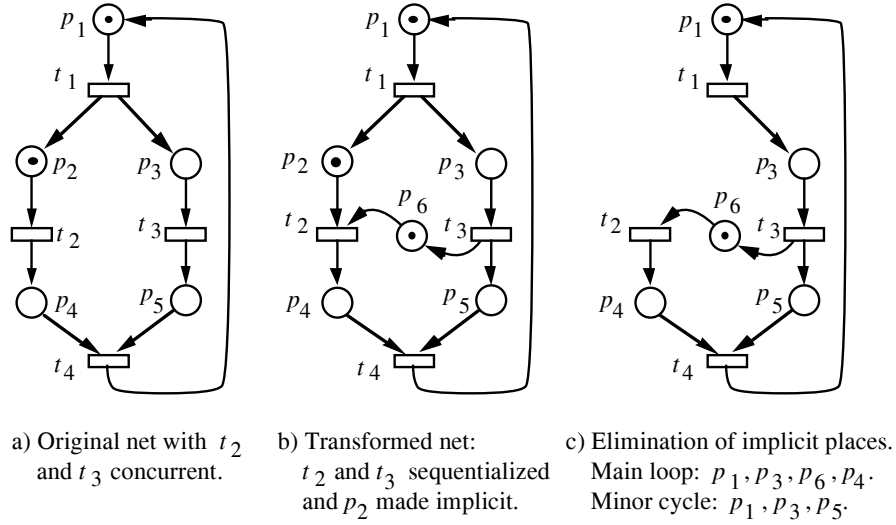 p1 p1 p1
t1 t1 t1
p2 p3 p2 p3 p3
p6 p6
t2 t3 t2 t3 t2 t3
p4 p5 p4 p5 p4 p5
t4 t4 t4
a) Original net with t2
and t3 concurrent.
b) Transformed net:
t2 and t3 sequentialized
and p2 made implicit.
c) Elimination of implicit places.
Main loop: p1, p3, p6, p4.
Minor cycle: p1, p3, p5.